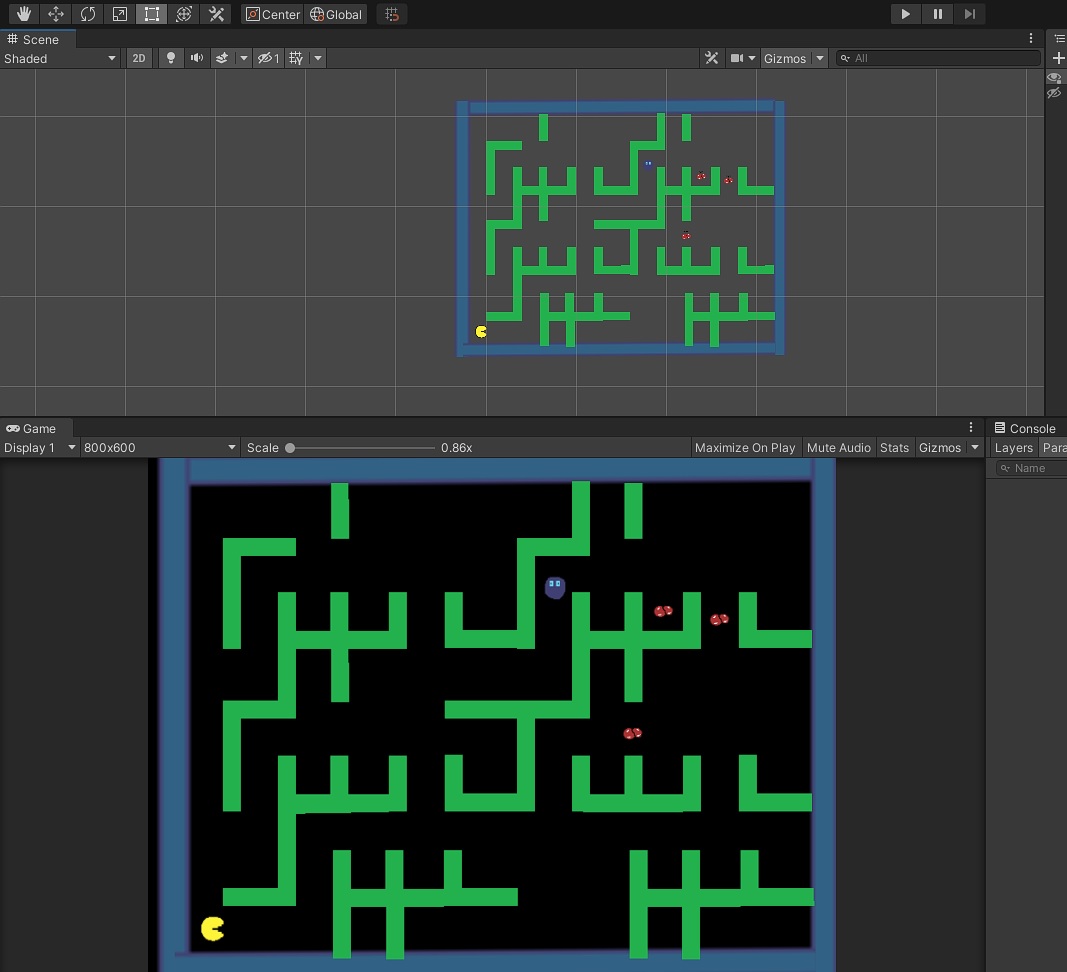 Center Global
Scene
Shaded 2D 1 Gizmos All
Game Console
Display 1 800x600 Scale 0.86x Maximize On Play Mute Audio Stats Gizmos Layers Para
Name